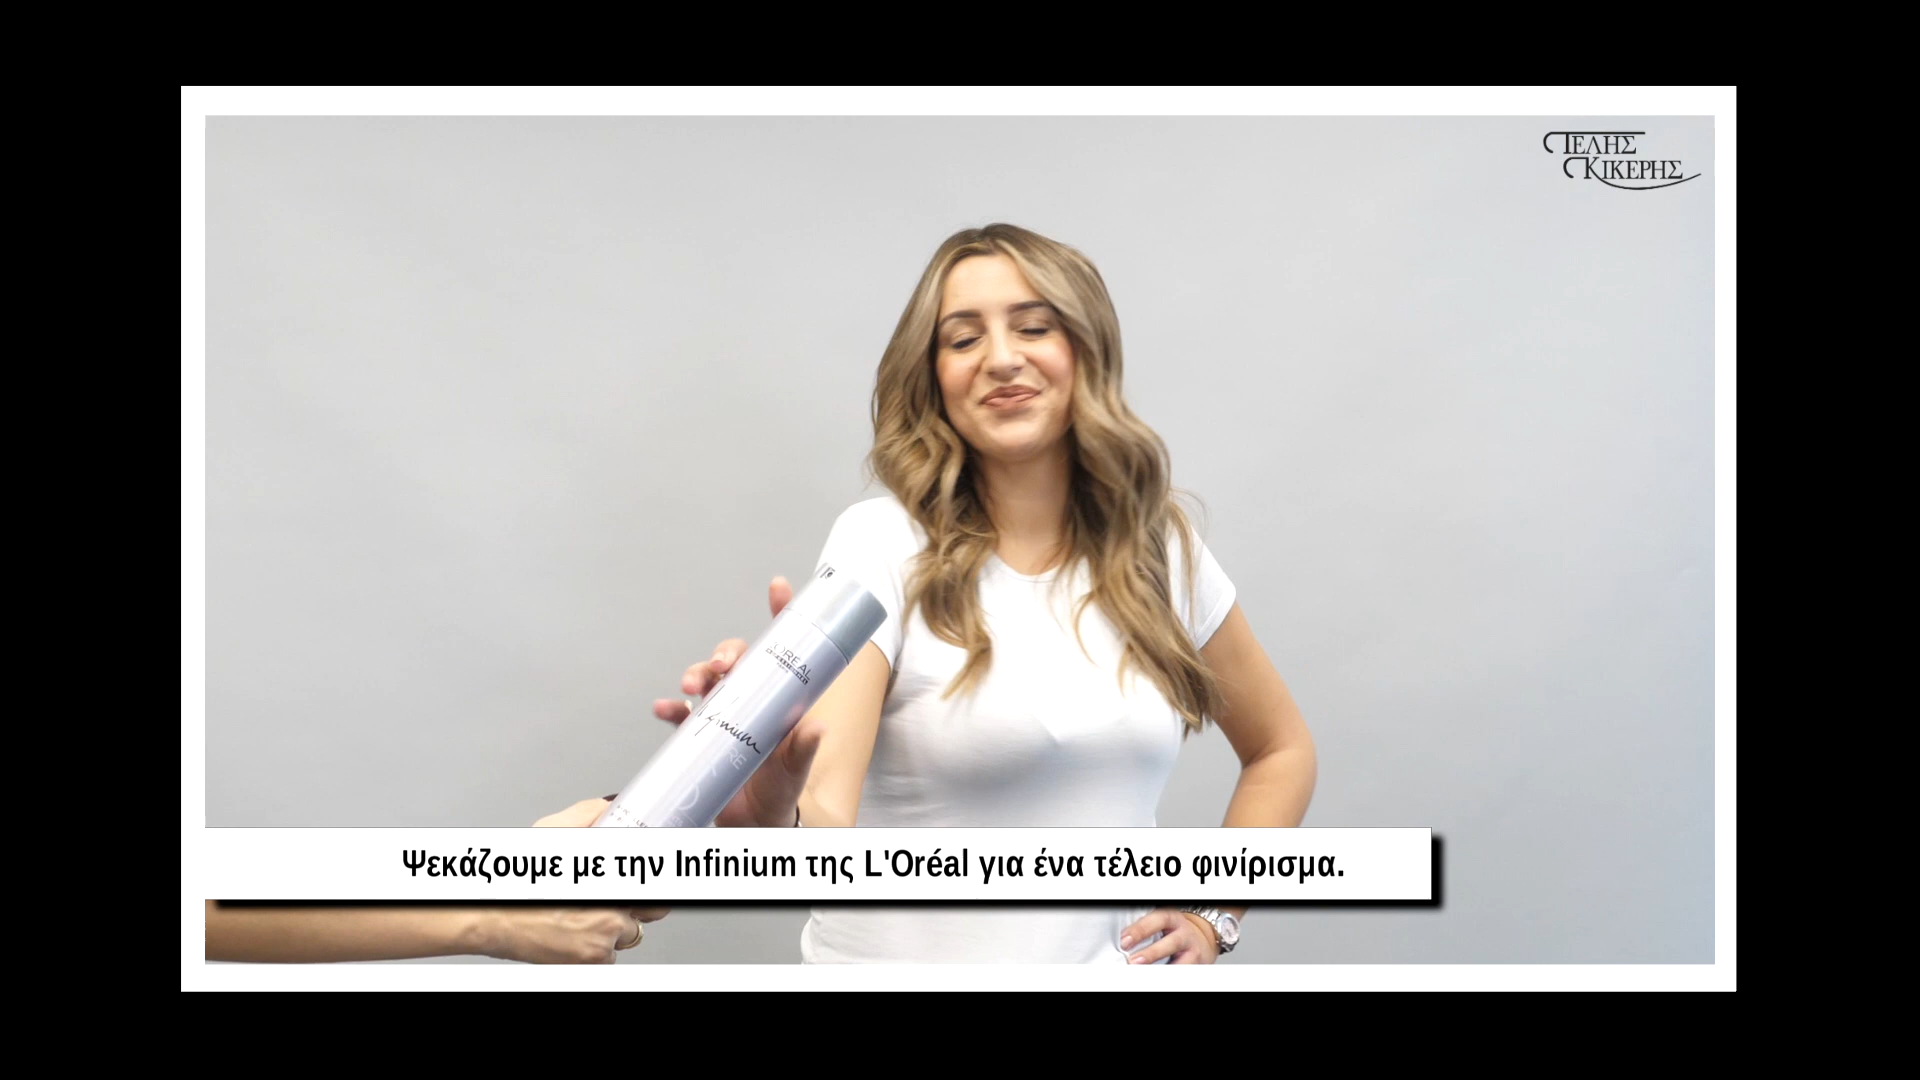 ΤΕΛΗΣ
ΚΙΚΕΡΗΣ
L'ORÉAL
Infinium
Ψεκάζουμε με την Infinium της L'Oréal για ένα τέλειο φινίρισμα.